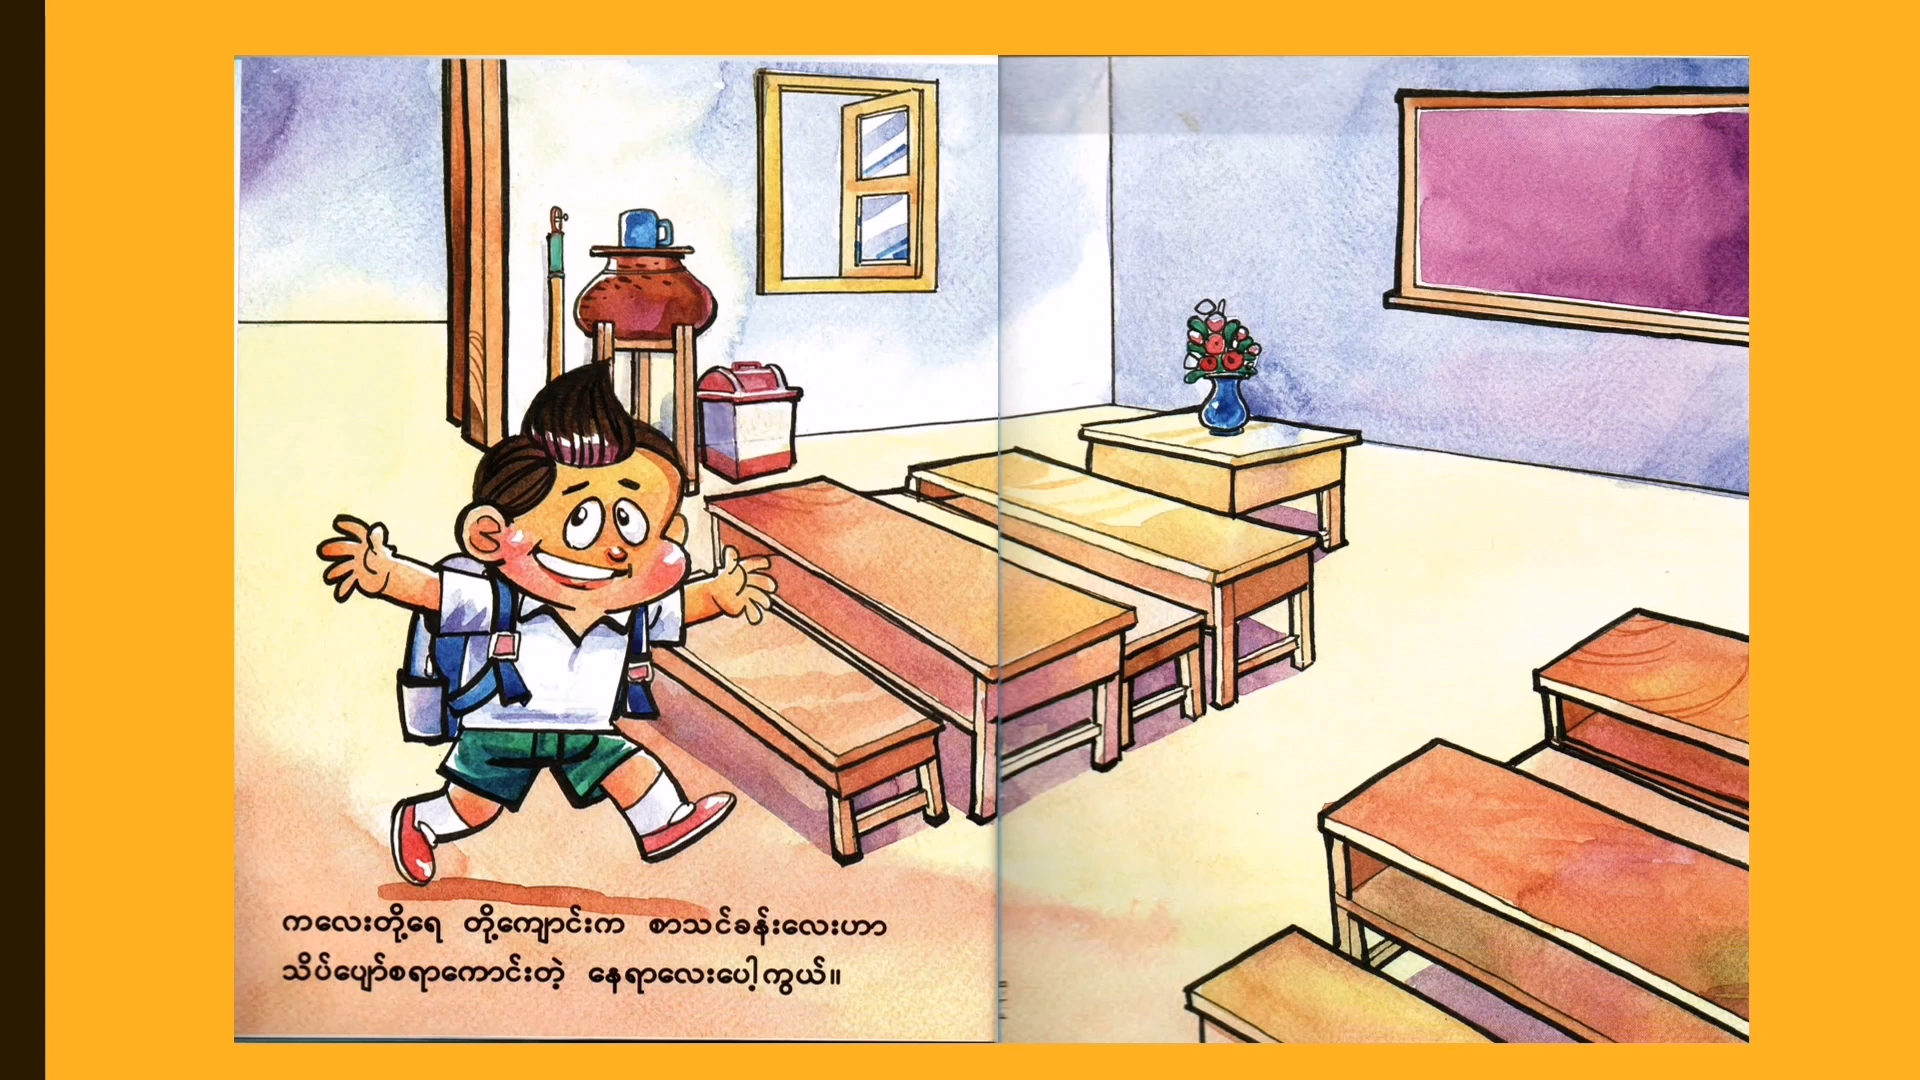 ကလေးတို့ရေ တို့ကျောင်းက စာသင်ခန်းလေးဟာ
သိပ်ပျော်စရာကောင်းတဲ့ နေရာလေးပေါ့ကွယ်။